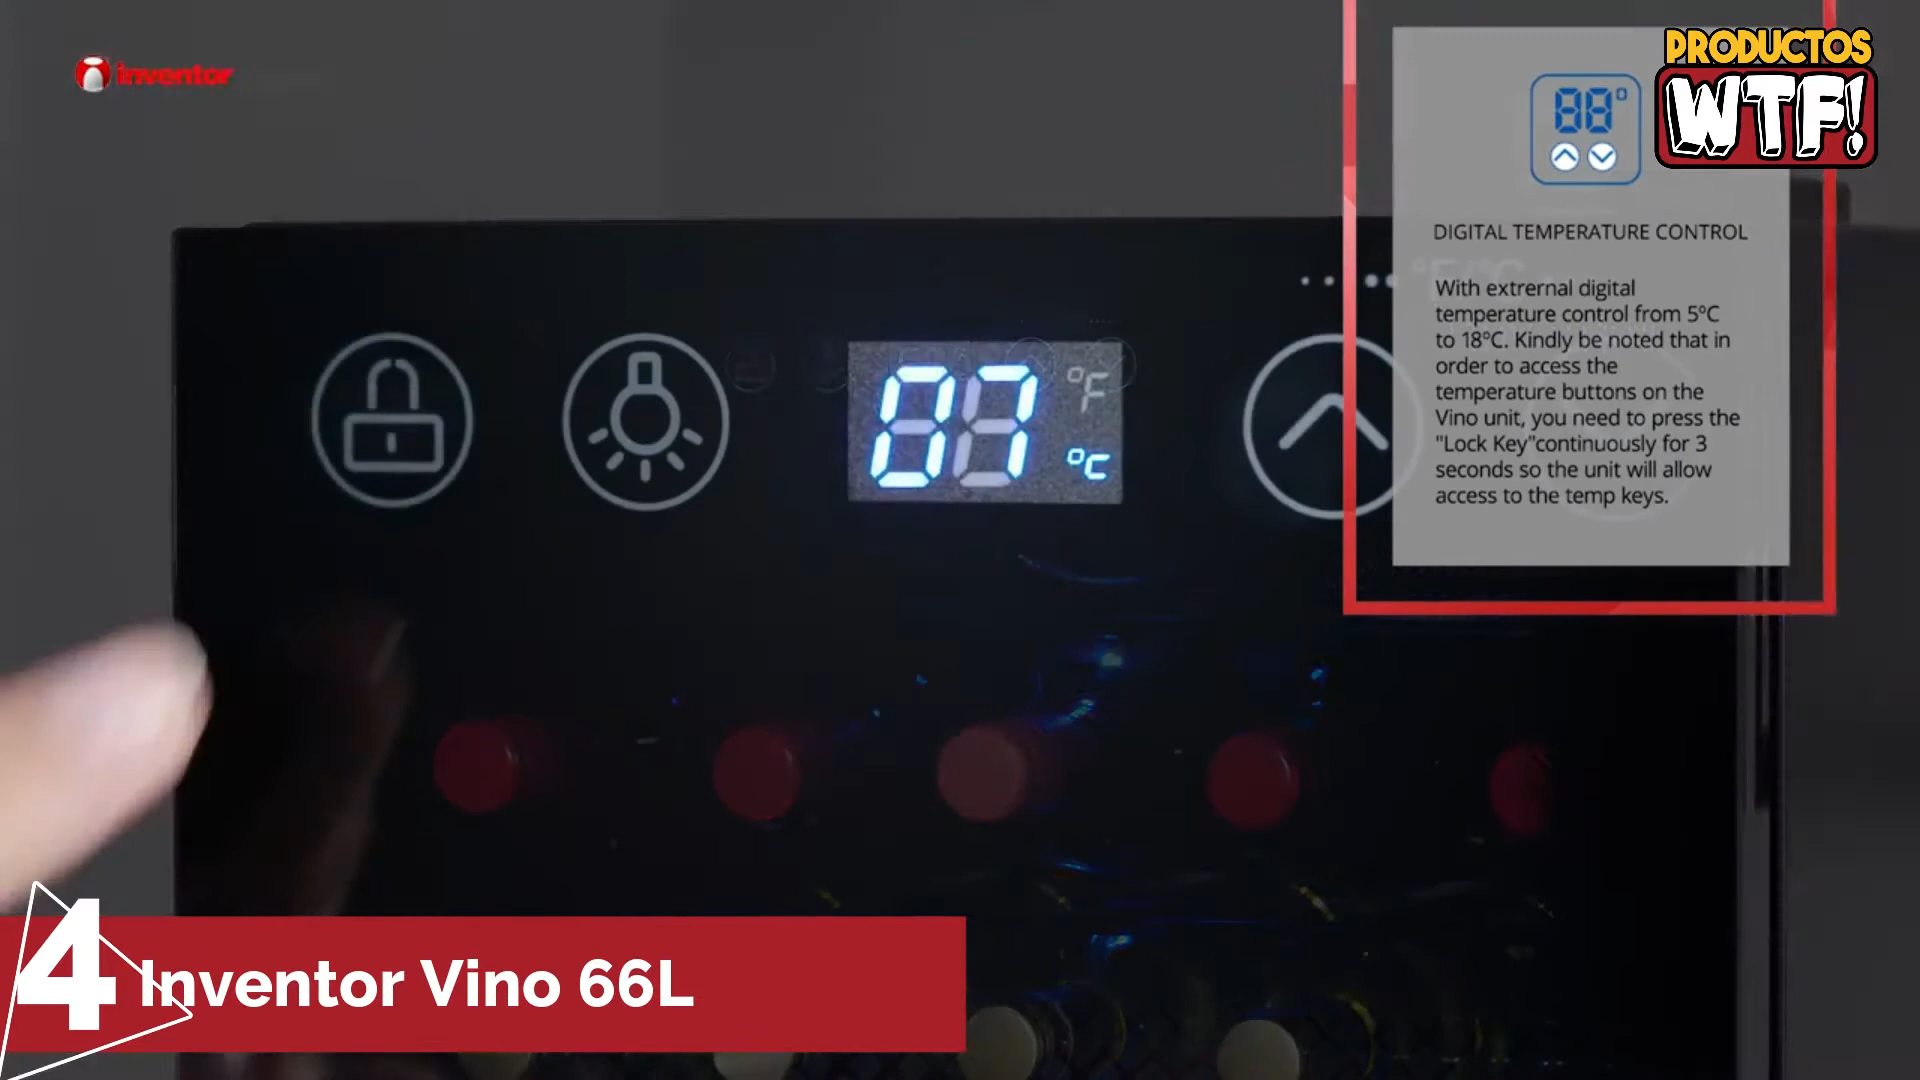 inventor
PRODUCTOS
WTF!
88°
DIGITAL TEMPERATURE CONTROL
With extrernal digital
temperature control from 5°C
to 18°C. Kindly be noted that in
order to access the
temperature buttons on the
Vino unit, you need to press the
"Lock Key"continuously for 3
seconds so the unit will allow
access to the temp keys.
07
°F
°C
4
Inventor Vino 66L